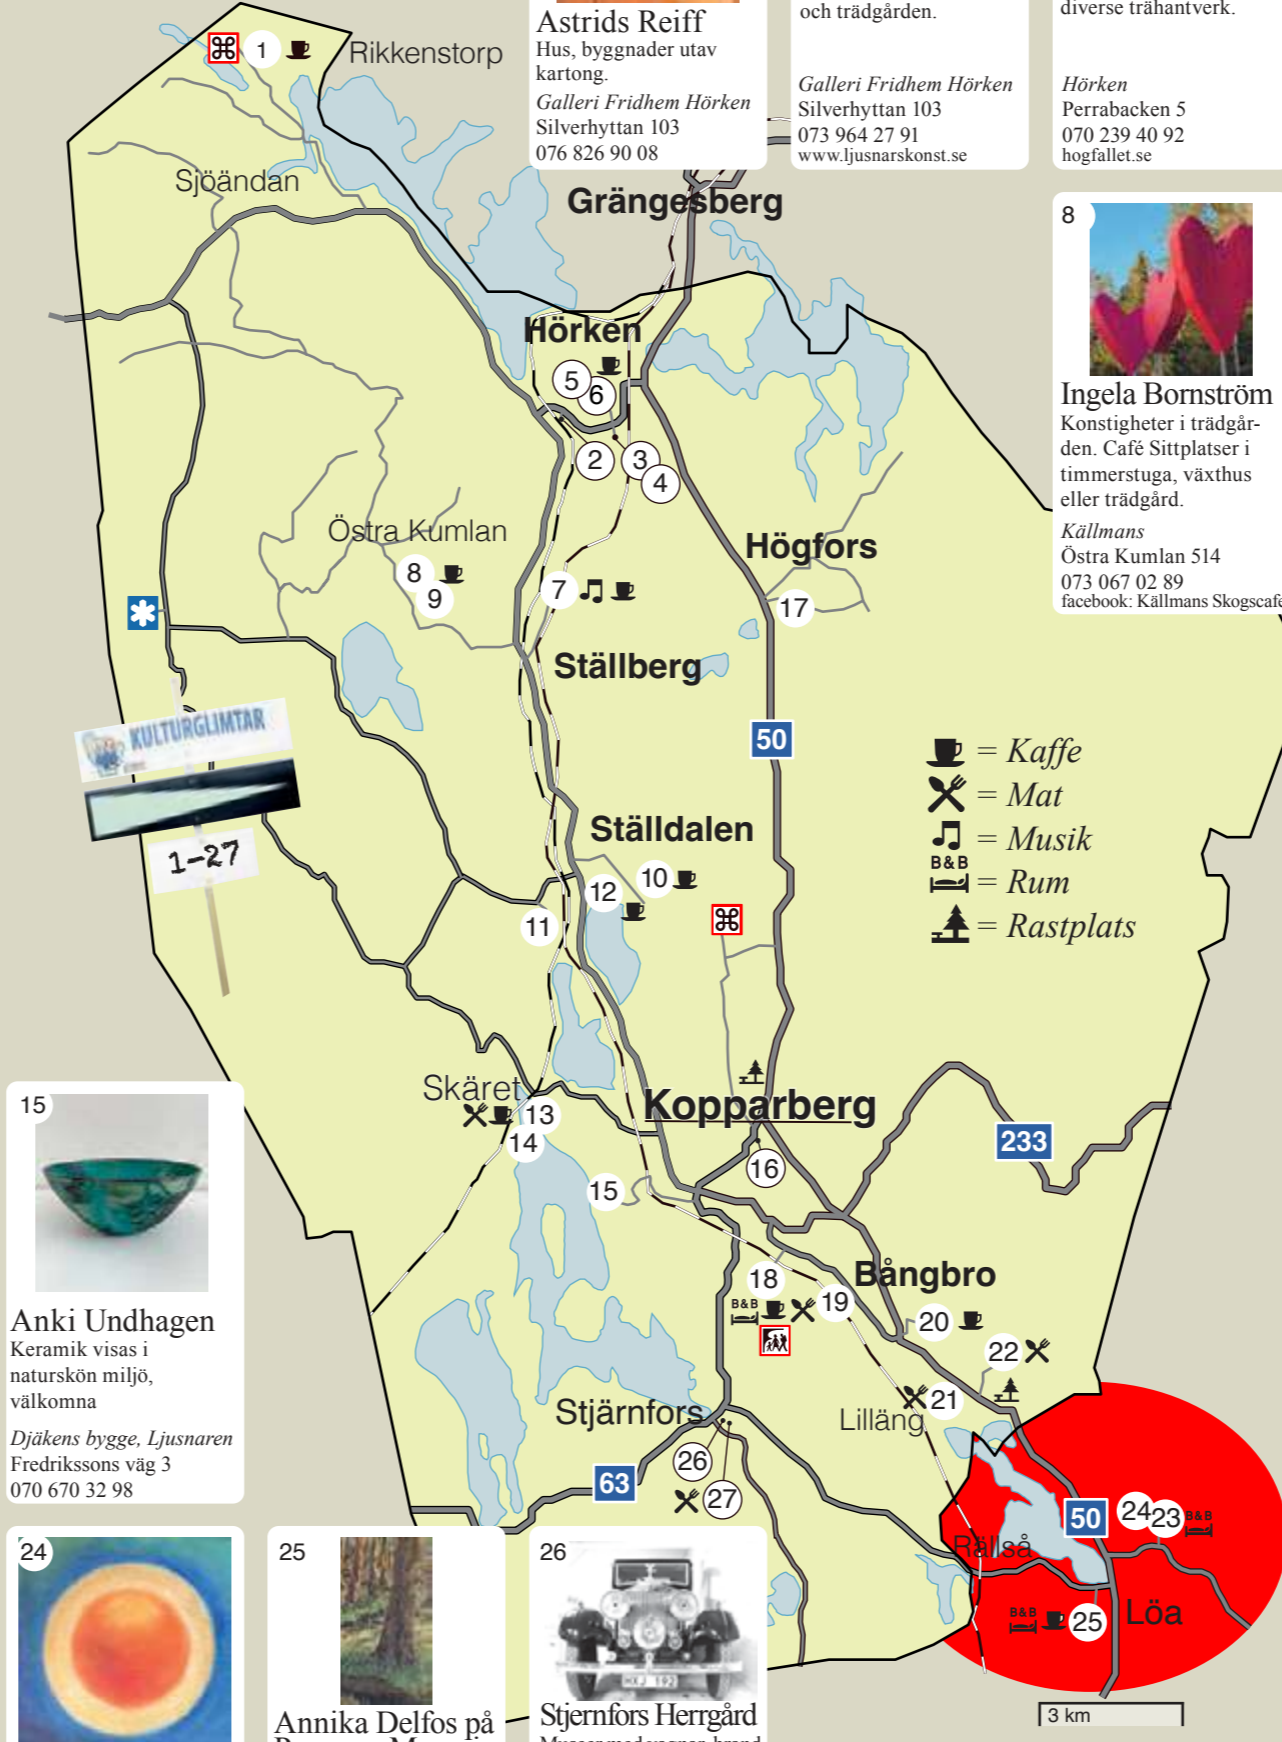 Astrids Reiff
Hus, byggnader utav
kartong.
Galleri Fridhem Hörken
Silverhyttan 103
076 826 90 08
och trädgården.
Galleri Fridhem Hörken
Silverhyttan 103
073 964 27 91
www.ljusnarskonst.se
diverse trähantverk.
Hörken
Perrabacken 5
070 239 40 92
hogfallet.se
8
Ingela Bornström
Konstigheter i trädgår-
den. Café Sittplatser i
timmerstuga, växthus
eller trädgård.
Källmans
Östra Kumlan 514
073 067 02 89
facebook: Källmans Skogscafé
1
Rikkenstorp
Sjöändan
Grängesberg
Hörken
5
6
2
3
4
Östra Kumlan
8
9
7
Högfors
17
Ställberg
KULTURGLIMTAR
1-27
50
= Kaffe
= Mat
= Musik
B&B
= Rum
= Rastplats
Ställdalen
10
12
11
Skäret
13
14
Kopparberg
233
16
15
15
Anki Undhagen
Keramik visas i
naturskön miljö,
välkomna
Djäkens bygge, Ljusnaren
Fredrikssons väg 3
070 670 32 98
Bångbro
18
B&B
19
20
22
21
Lilläng
Stjärnfors
26
27
63
50
24
23
B&B
Rällså
B&B
25
Löa
3 km
24
25
Annika Delfos på
26
MXJ 192
Stjernfors Herrgård